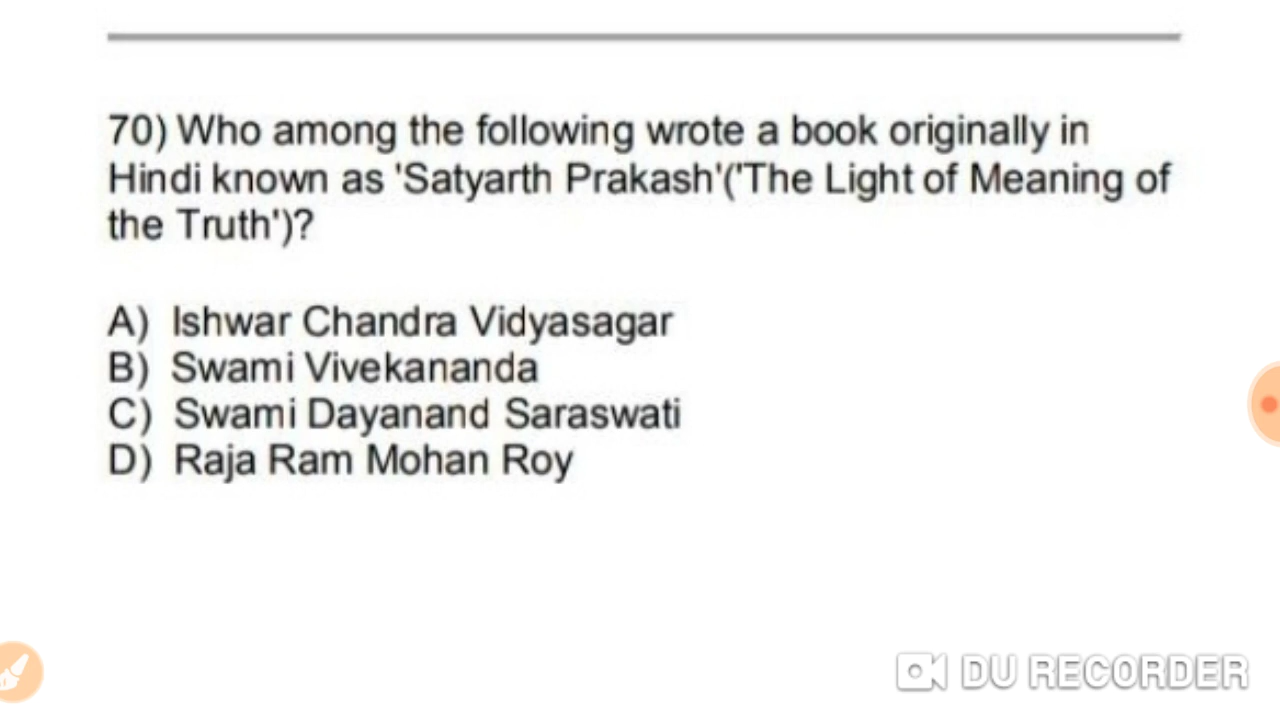 70) Who among the following wrote a book originally in
Hindi known as 'Satyarth Prakash'('The Light of Meaning of
the Truth')?
A) Ishwar Chandra Vidyasagar
B) Swami Vivekananda
C) Swami Dayanand Saraswati
D) Raja Ram Mohan Roy
DU RECORDER